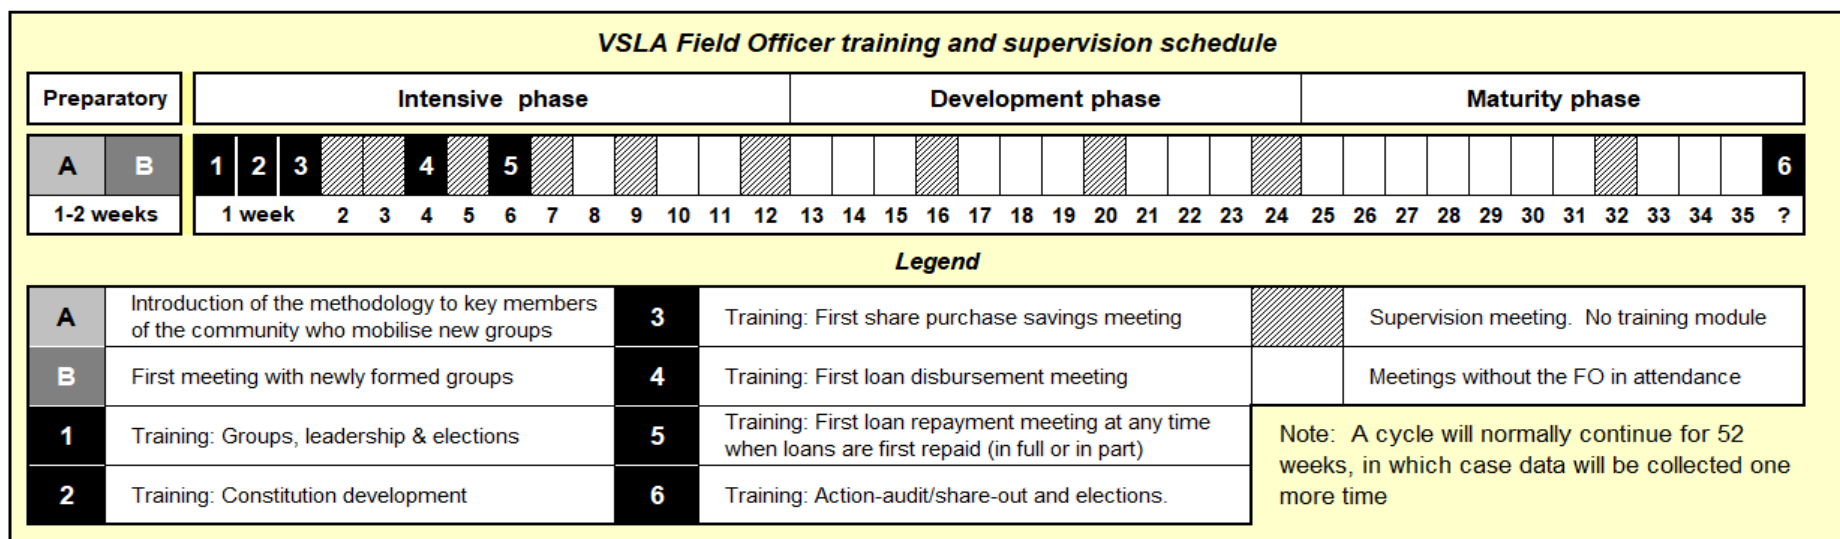 VSLA Field Officer training and supervision schedule
Preparatory Intensive phase Development phase Maturity phase
A B 1 2 3 4 5 6
1-2 weeks 1 week 2 3 4 5 6 7 8 9 10 11 12 13 14 15 16 17 18 19 20 21 22 23 24 25 26 27 28 29 30 31 32 33 34 35 ?
Legend
A Introduction of the methodology to key members
of the community who mobilise new groups
3 Training: First share purchase savings meeting
Supervision meeting. No training module
B First meeting with newly formed groups
4 Training: First loan disbursement meeting
Meetings without the FO in attendance
1 Training: Groups, leadership & elections
5 Training: First loan repayment meeting at any time
when loans are first repaid (in full or in part)
2 Training: Constitution development
6 Training: Action-audit/share-out and elections.
Note: A cycle will normally continue for 52
weeks, in which case data will be collected one
more time